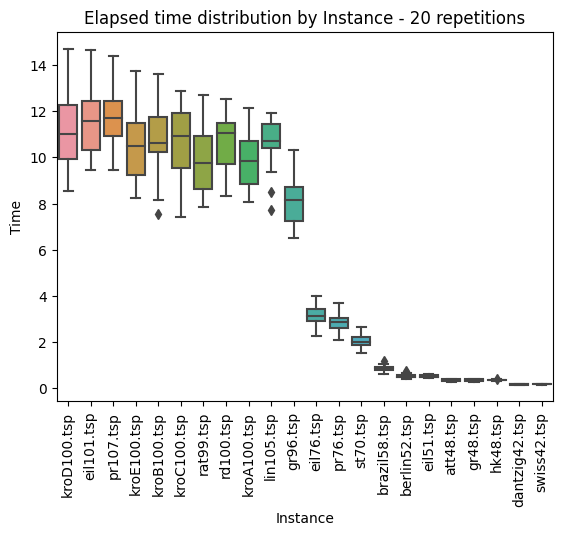 Elapsed time distribution by Instance - 20 repetitions
Time
14
12
10
8
6
4
2
0
kroD100.tsp
eil101.tsp
pr107.tsp
kroE100.tsp
kroB100.tsp
kroC100.tsp
rat99.tsp
rd100.tsp
kroA100.tsp
lin105.tsp
gr96.tsp
eil76.tsp
pr76.tsp
st70.tsp
brazil58.tsp
berlin52.tsp
eil51.tsp
att48.tsp
gr48.tsp
hk48.tsp
dantzig42.tsp
swiss42.tsp
Instance